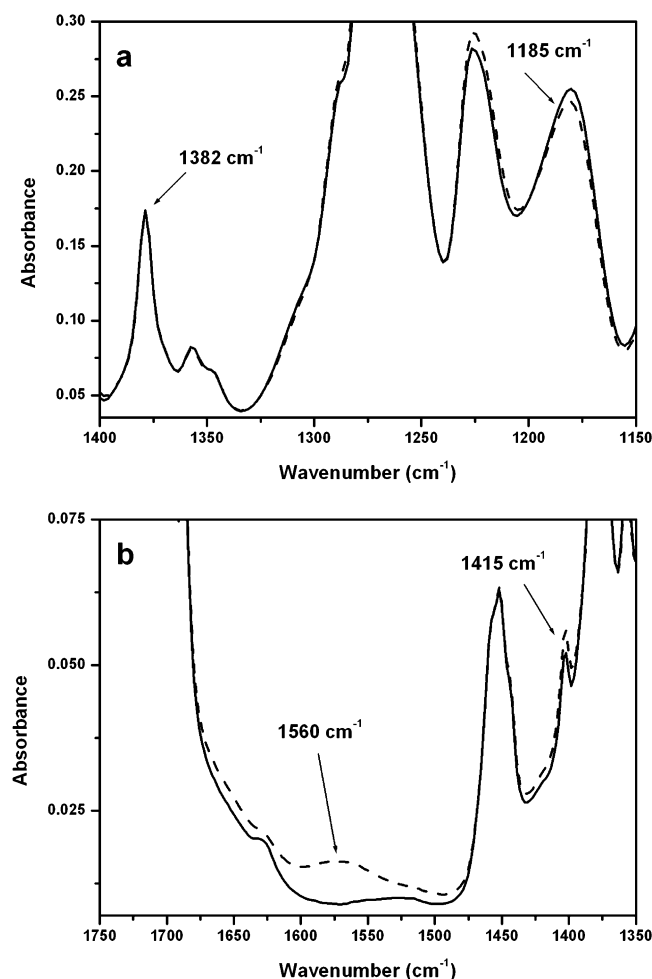 0.30
a
1185 cm⁻¹
0.25
1382 cm⁻¹
0.20
0.15
Absorbance
0.10
0.05
1400 1350 1300 1250 1200 1150
Wavenumber (cm⁻¹)
0.075
b
1415 cm⁻¹
0.050
1560 cm⁻¹
Absorbance
0.025
1750 1700 1650 1600 1550 1500 1450 1400 1350
Wavenumber (cm⁻¹)